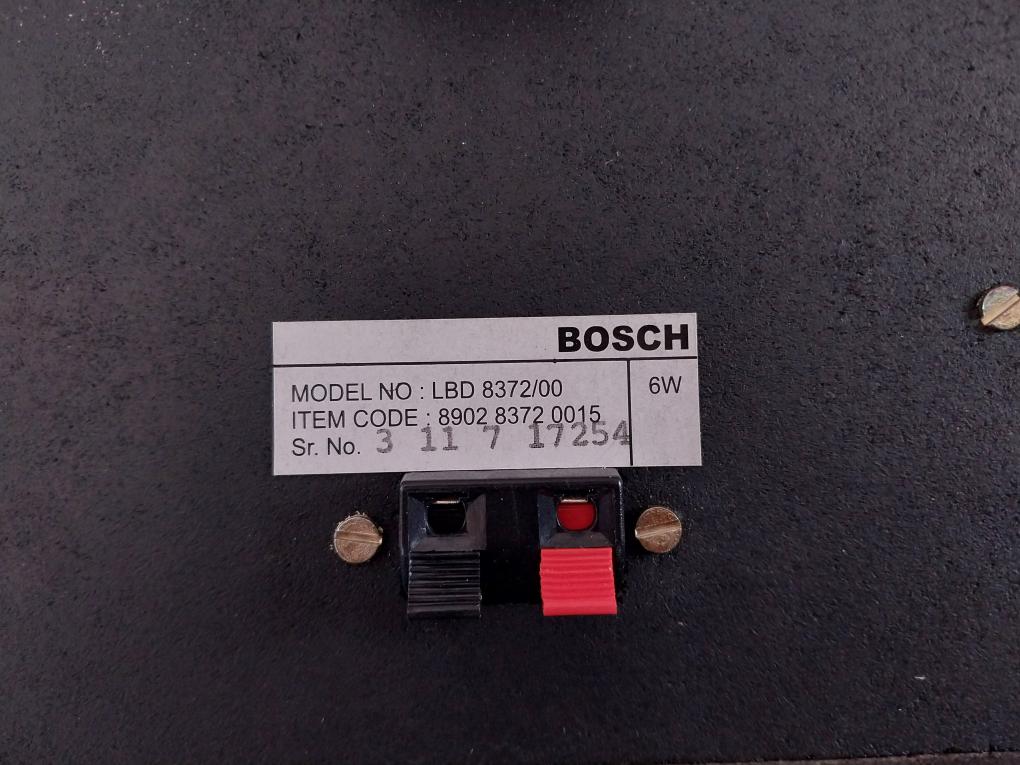 BOSCH
MODEL NO : LBD 8372/00
6W
ITEM CODE : 8902 8372 0015
Sr. No. 3 11 7 17254